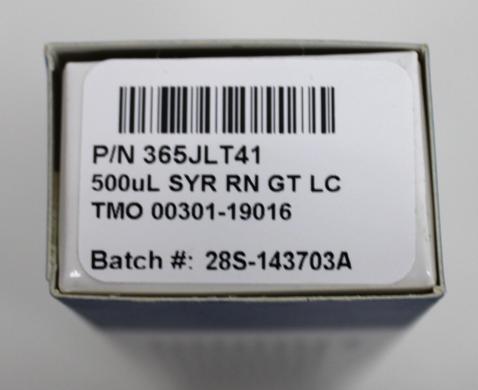 P/N 365JLT41
500uL SYR RN GT LC
TMO 00301-19016
Batch #: 28S-143703A